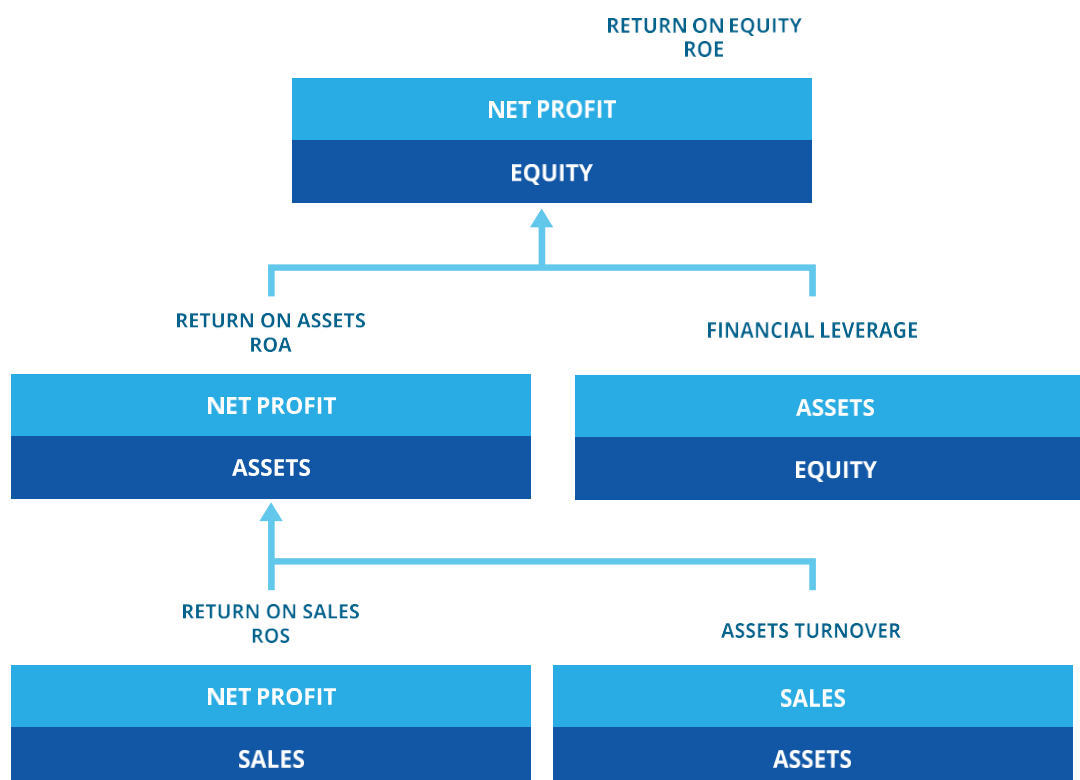 RETURN ON EQUITY
ROE
NET PROFIT
EQUITY
RETURN ON ASSETS
ROA
FINANCIAL LEVERAGE
NET PROFIT
ASSETS
ASSETS
EQUITY
RETURN ON SALES
ROS
ASSETS TURNOVER
NET PROFIT
SALES
SALES
ASSETS